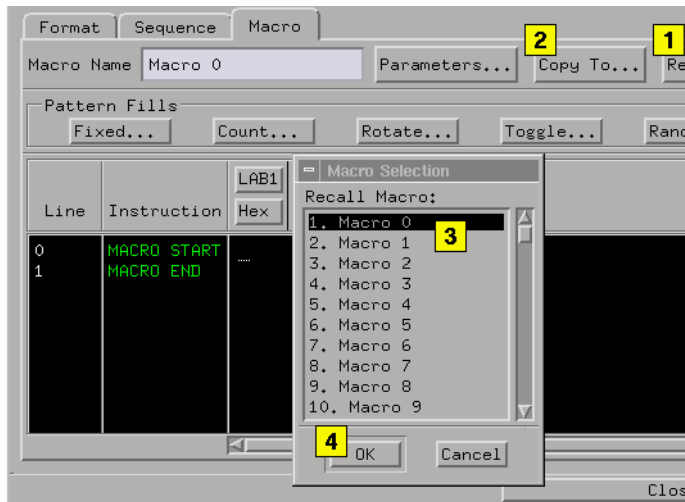 Format Sequence Macro
2 1
Macro Name Macro 0 Parameters... Copy To... Re
Pattern Fills
Fixed... Count... Rotate... Toggle... Rand
Macro Selection
LAB1 Recall Macro:
Line Instruction Hex
1. Macro 0
3
2. Macro 1
0 MACRO START
1 MACRO END
3. Macro 2
4. Macro 3
5. Macro 4
6. Macro 5
7. Macro 6
8. Macro 7
9. Macro 8
10. Macro 9
4
OK Cancel
Clos